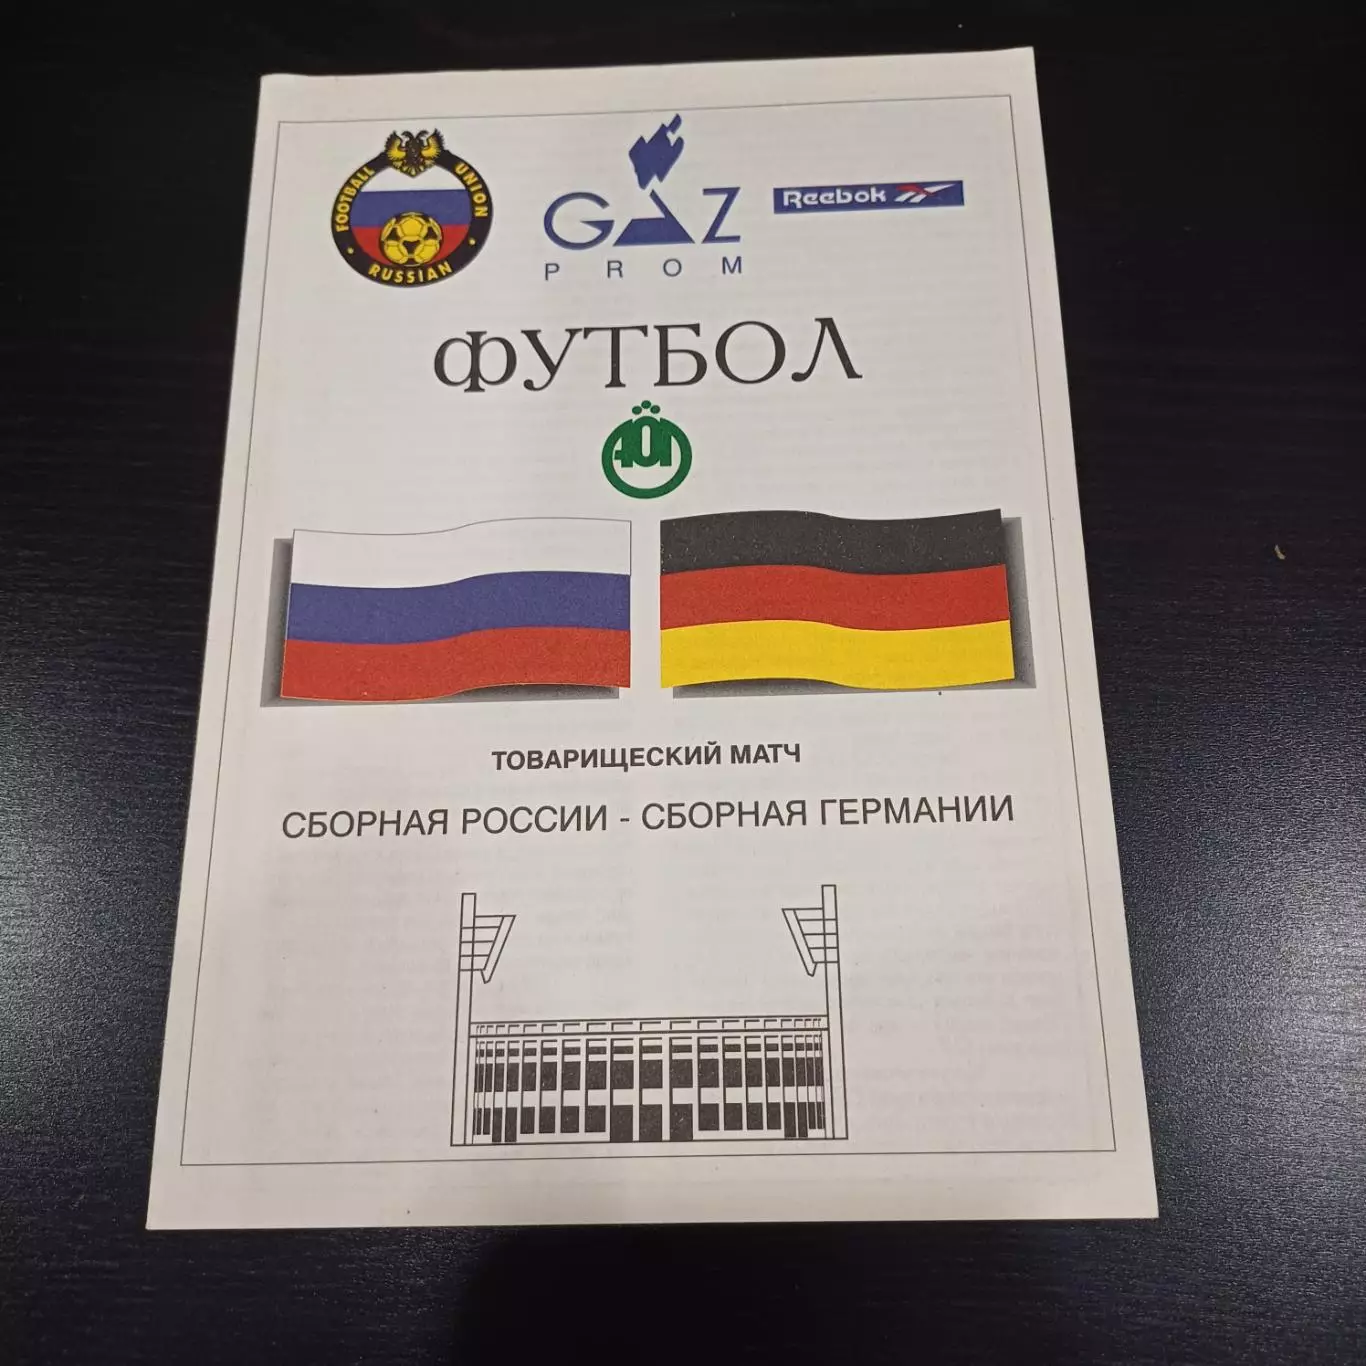 FOOTBALL UNION
RUSSIAN
GAZ
PROM
Reebok
ФУТБОЛ
ТОВАРИЩЕСКИЙ МАТЧ
СБОРНАЯ РОССИИ - СБОРНАЯ ГЕРМАНИИ